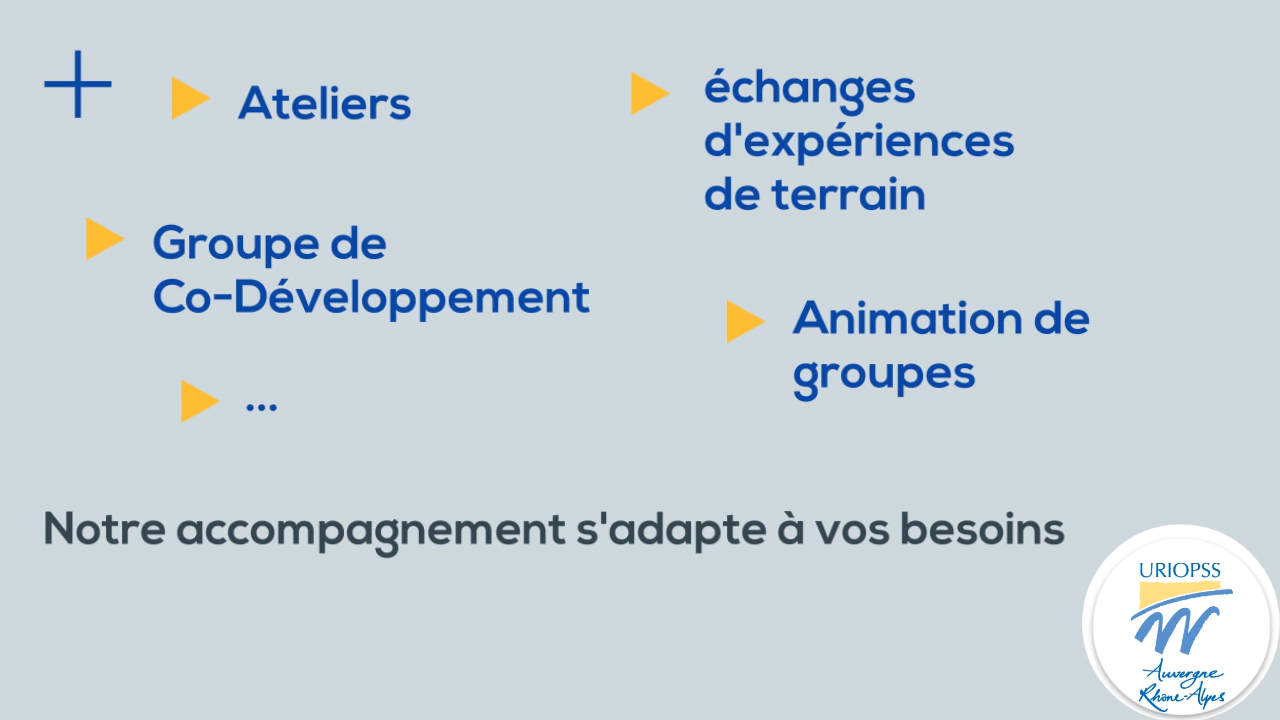 +
Ateliers
échanges
d'expériences
de terrain
Groupe de
Co-Développement
Animation de
groupes
...
Notre accompagnement s'adapte à vos besoins
URIOPSS
Auvergne
Rhône-Alpes